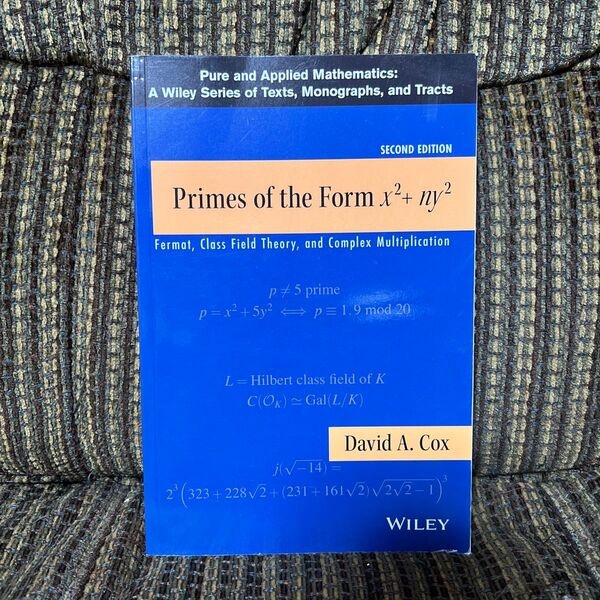 Pure and Applied Mathematics:
A Wiley Series of Texts, Monographs, and Tracts
SECOND EDITION
Primes of the Form x² + ny²
Fermat, Class Field Theory, and Complex Multiplication
p ≠ 5 prime
p = x² + 5y² ⟺ p ≡ 1, 9 mod 20
L = Hilbert class field of K
C(𝒪_K) ≃ Gal(L/K)
David A. Cox
j(√−14) =
2³(323 + 228√2 + (231 + 161√2)√(2√2 − 1))³
WILEY